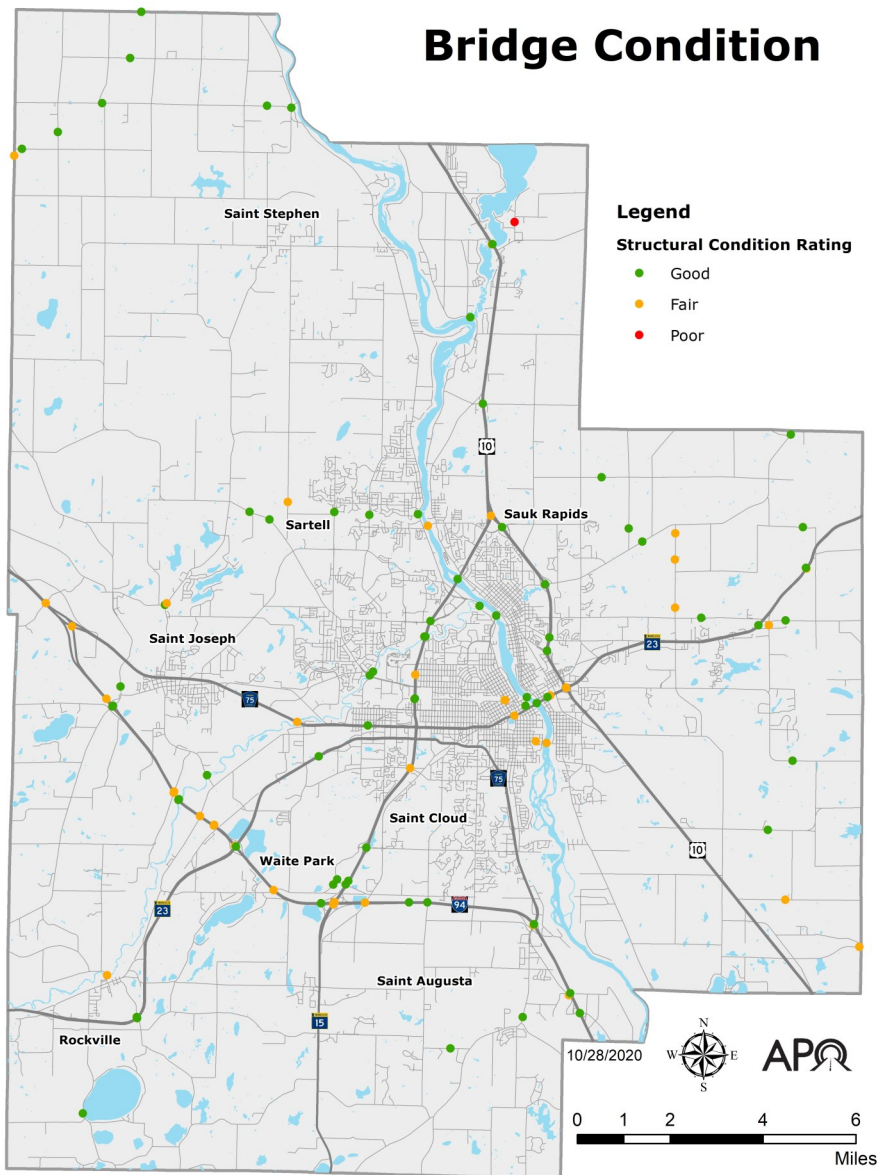 Bridge Condition
Saint Stephen
Legend
Structural Condition Rating
Good
Fair
Poor
10
Sartell
Sauk Rapids
Saint Joseph
23
75
75
Saint Cloud
Waite Park
10
23
94
Saint Augusta
15
Rockville
10/28/2020
N
W
E
S
APO
0 1 2 4 6
Miles